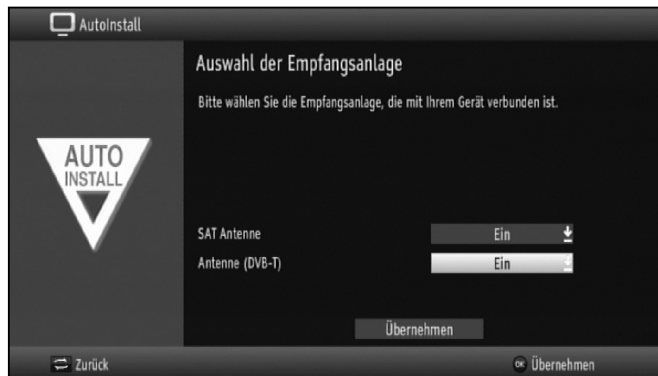 AutoInstall
Auswahl der Empfangsanlage
Bitte wählen Sie die Empfangsanlage, die mit Ihrem Gerät verbunden ist.
AUTO
INSTALL
SAT Antenne Ein
Antenne (DVB-T) Ein
Übernehmen
Zurück OK Übernehmen